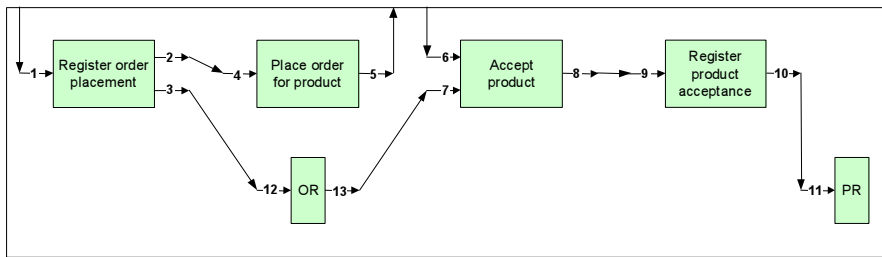 Register order
placement
Place order
for product
Accept
product
Register
product
acceptance
1
2
3
4
5
6
7
8
9
10
12
OR
13
11
PR